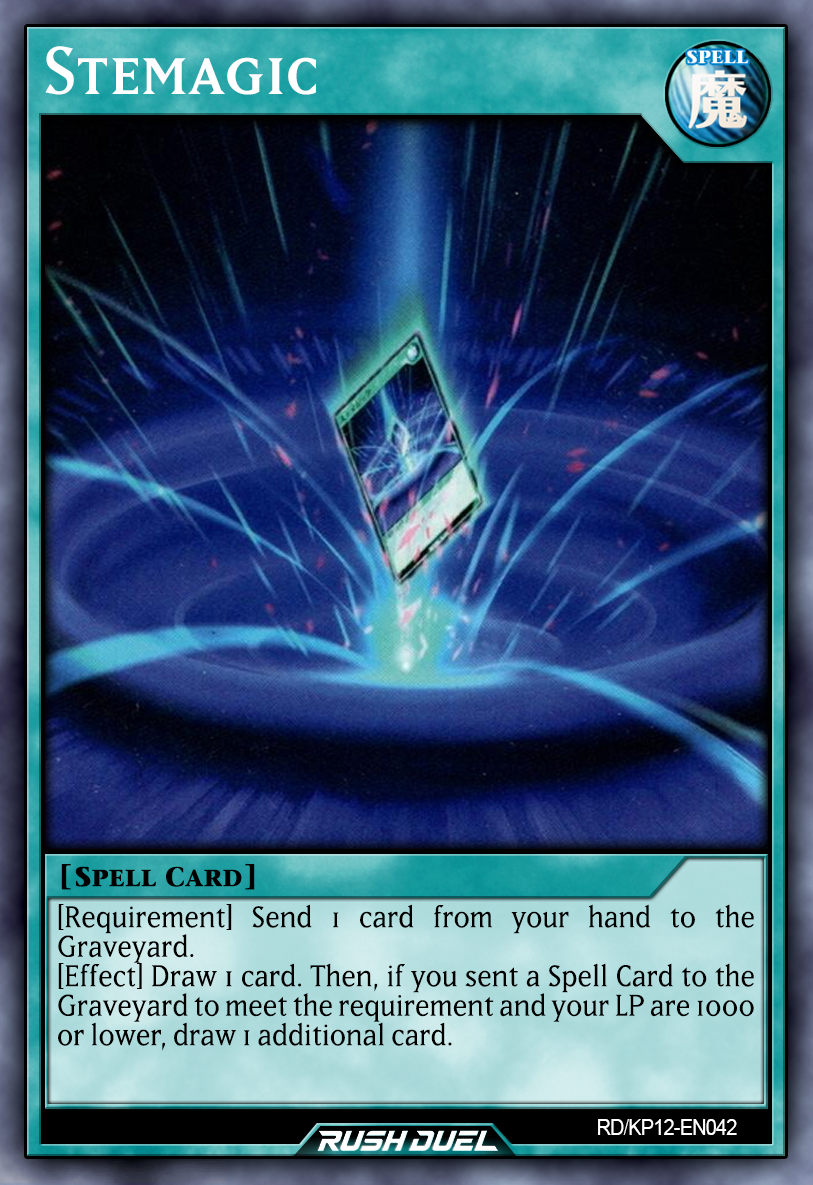 Stemagic
SPELL
魔
[Spell Card]
[Requirement] Send 1 card from your hand to the
Graveyard.
[Effect] Draw 1 card. Then, if you sent a Spell Card to the
Graveyard to meet the requirement and your LP are 1000
or lower, draw 1 additional card.
RD/KP12-EN042
RUSH DUEL